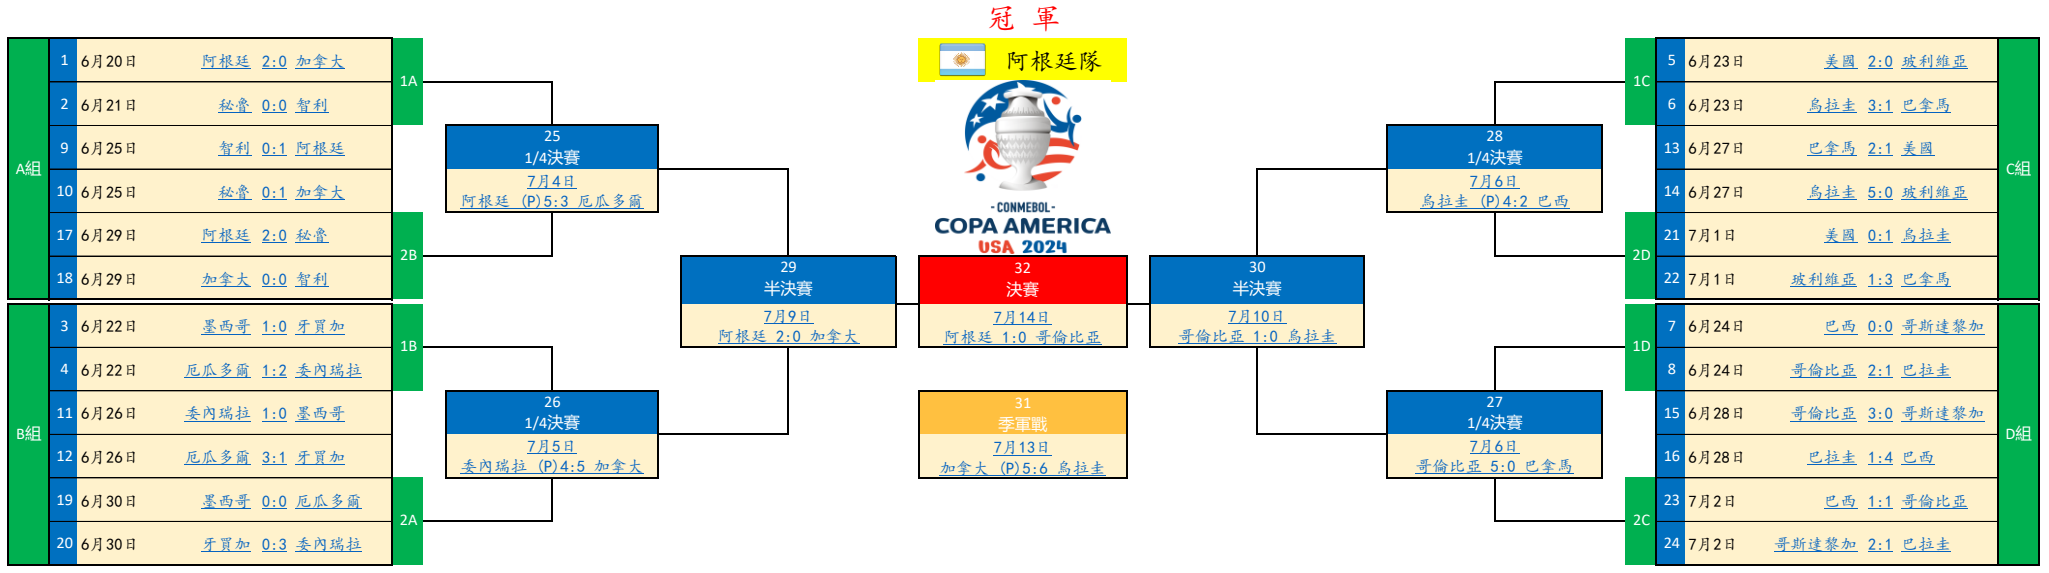 冠 軍
阿根廷隊
- CONMEBOL -
COPA AMERICA
USA 2024
A組
1 6月20日 阿根廷 2:0 加拿大
2 6月21日 秘魯 0:0 智利
9 6月25日 智利 0:1 阿根廷
10 6月25日 秘魯 0:1 加拿大
17 6月29日 阿根廷 2:0 秘魯
18 6月29日 加拿大 0:0 智利
1A
2B
B組
3 6月22日 墨西哥 1:0 牙買加
4 6月22日 厄瓜多爾 1:2 委內瑞拉
11 6月26日 委內瑞拉 1:0 墨西哥
12 6月26日 厄瓜多爾 3:1 牙買加
19 6月30日 墨西哥 0:0 厄瓜多爾
20 6月30日 牙買加 0:3 委內瑞拉
1B
2A
25
1/4決賽
7月4日
阿根廷 (P)5:3 厄瓜多爾
26
1/4決賽
7月5日
委內瑞拉 (P)4:5 加拿大
29
半決賽
7月9日
阿根廷 2:0 加拿大
32
決賽
7月14日
阿根廷 1:0 哥倫比亞
31
季軍戰
7月13日
加拿大 (P)5:6 烏拉圭
30
半決賽
7月10日
哥倫比亞 1:0 烏拉圭
28
1/4決賽
7月6日
烏拉圭 (P)4:2 巴西
27
1/4決賽
7月6日
哥倫比亞 5:0 巴拿馬
1C
2D
5 6月23日 美國 2:0 玻利維亞
6 6月23日 烏拉圭 3:1 巴拿馬
13 6月27日 巴拿馬 2:1 美國
14 6月27日 烏拉圭 5:0 玻利維亞
21 7月1日 美國 0:1 烏拉圭
22 7月1日 玻利維亞 1:3 巴拿馬
C組
1D
2C
7 6月24日 巴西 0:0 哥斯達黎加
8 6月24日 哥倫比亞 2:1 巴拉圭
15 6月28日 哥倫比亞 3:0 哥斯達黎加
16 6月28日 巴拉圭 1:4 巴西
23 7月2日 巴西 1:1 哥倫比亞
24 7月2日 哥斯達黎加 2:1 巴拉圭
D組